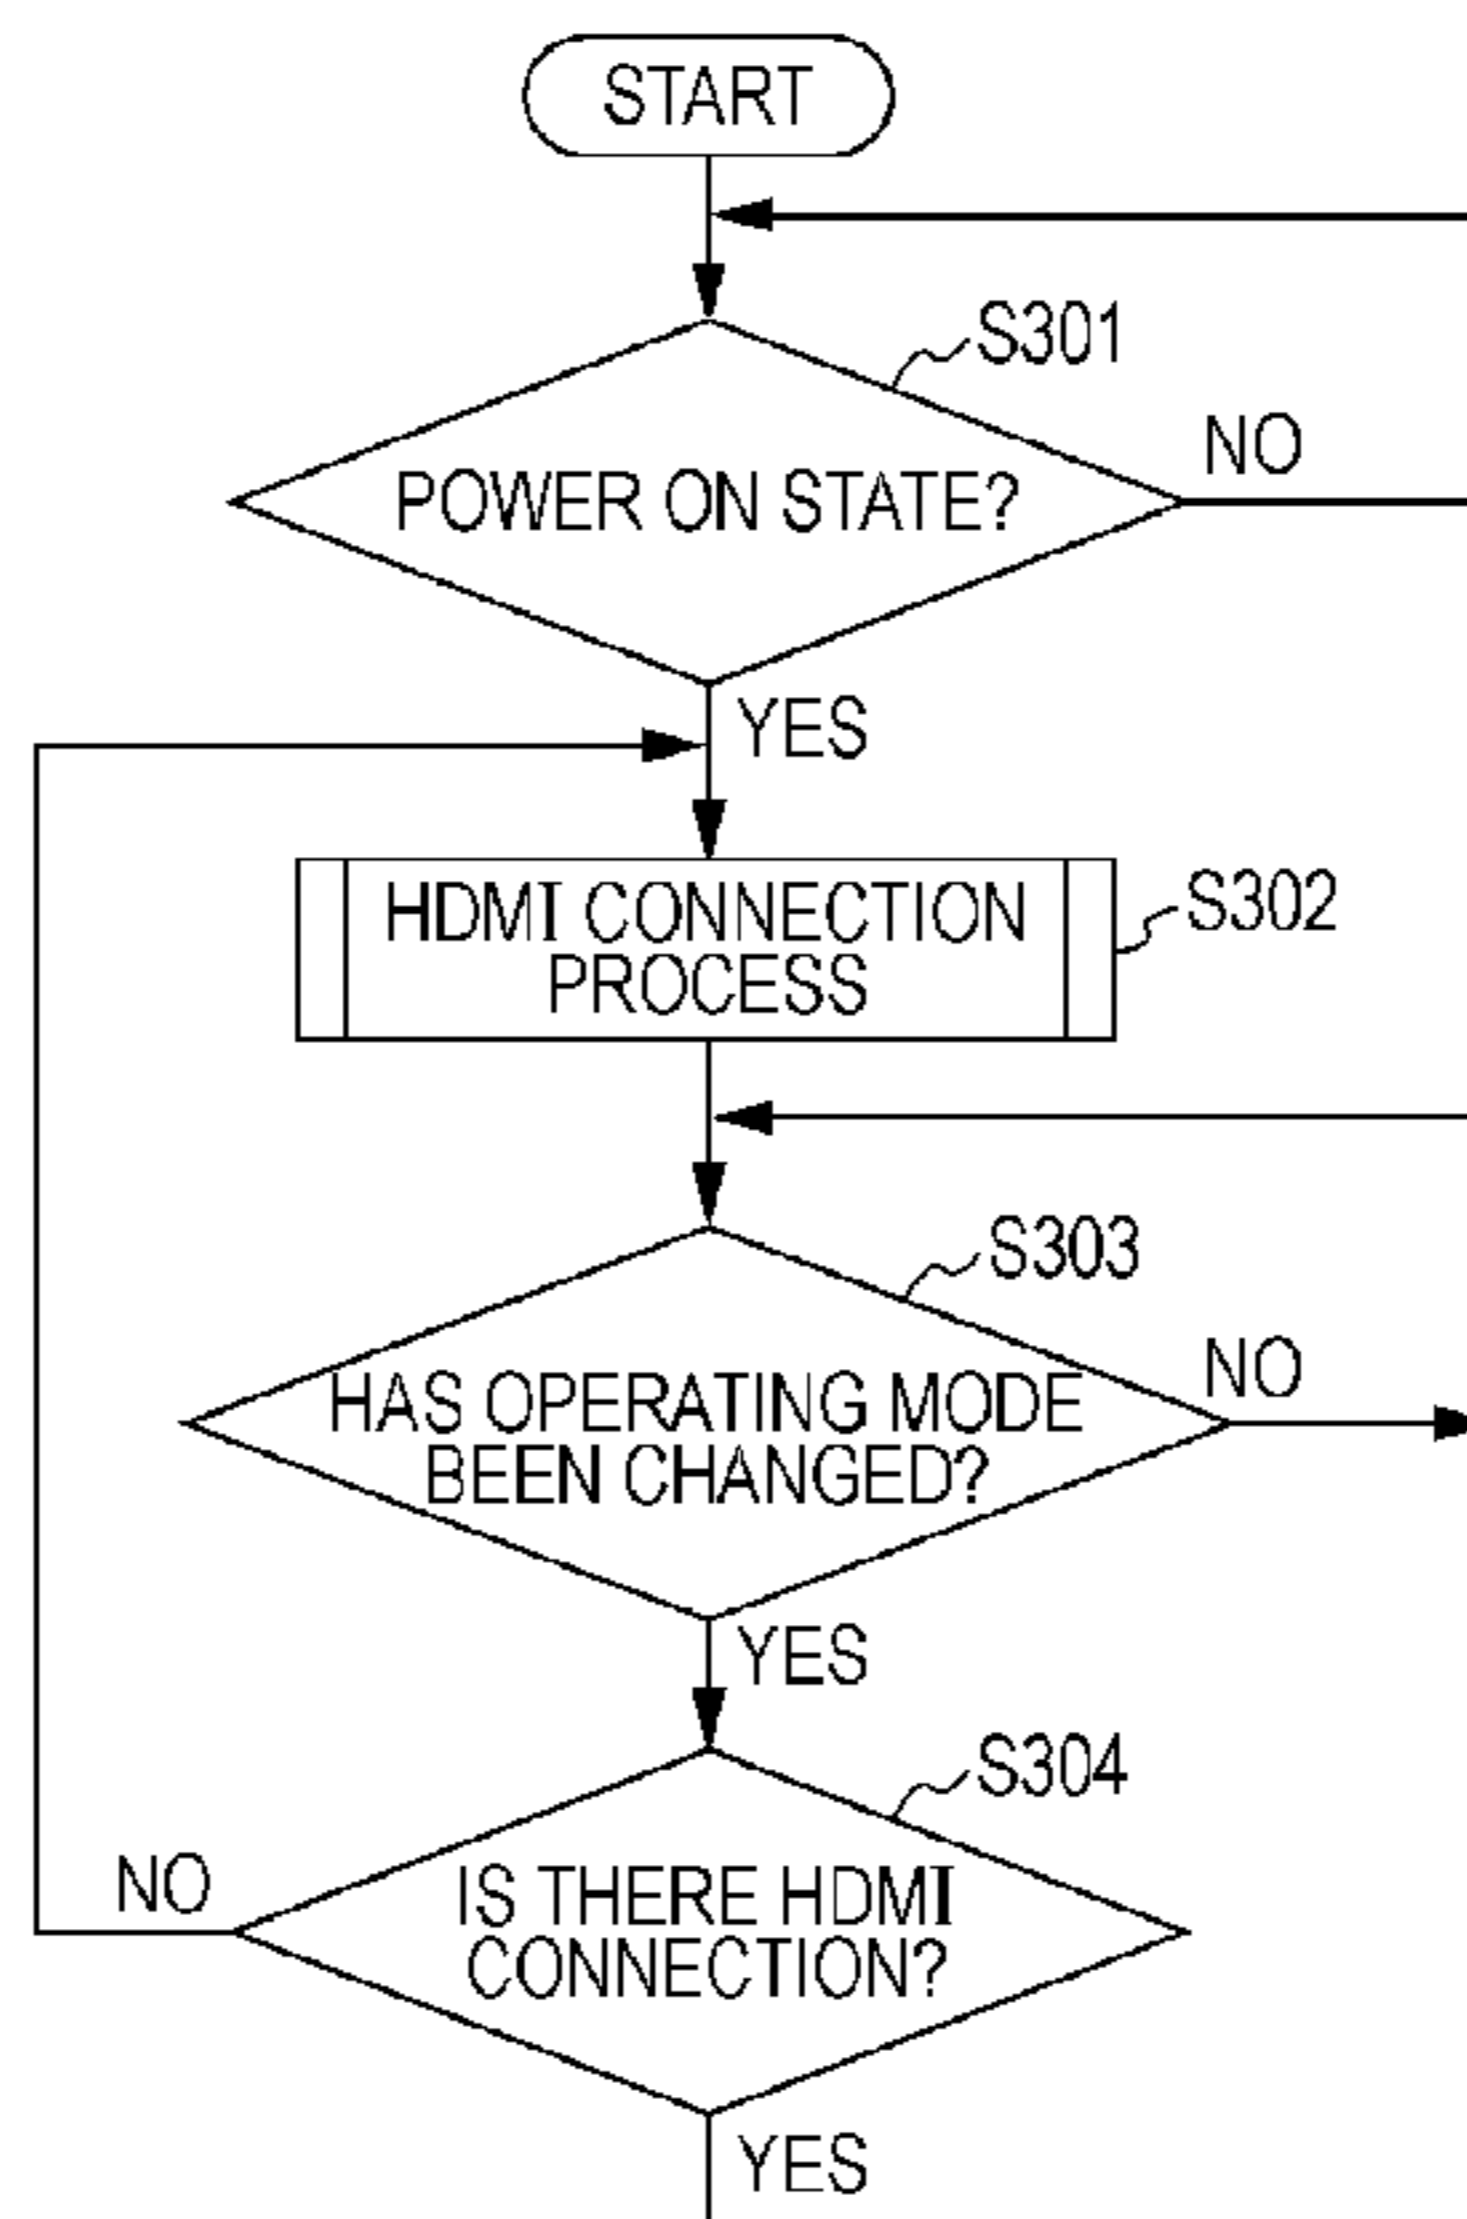 START
S301
POWER ON STATE?
NO
YES
HDMI CONNECTION
PROCESS
S302
S303
HAS OPERATING MODE
BEEN CHANGED?
NO
YES
S304
IS THERE HDMI
CONNECTION?
NO
YES